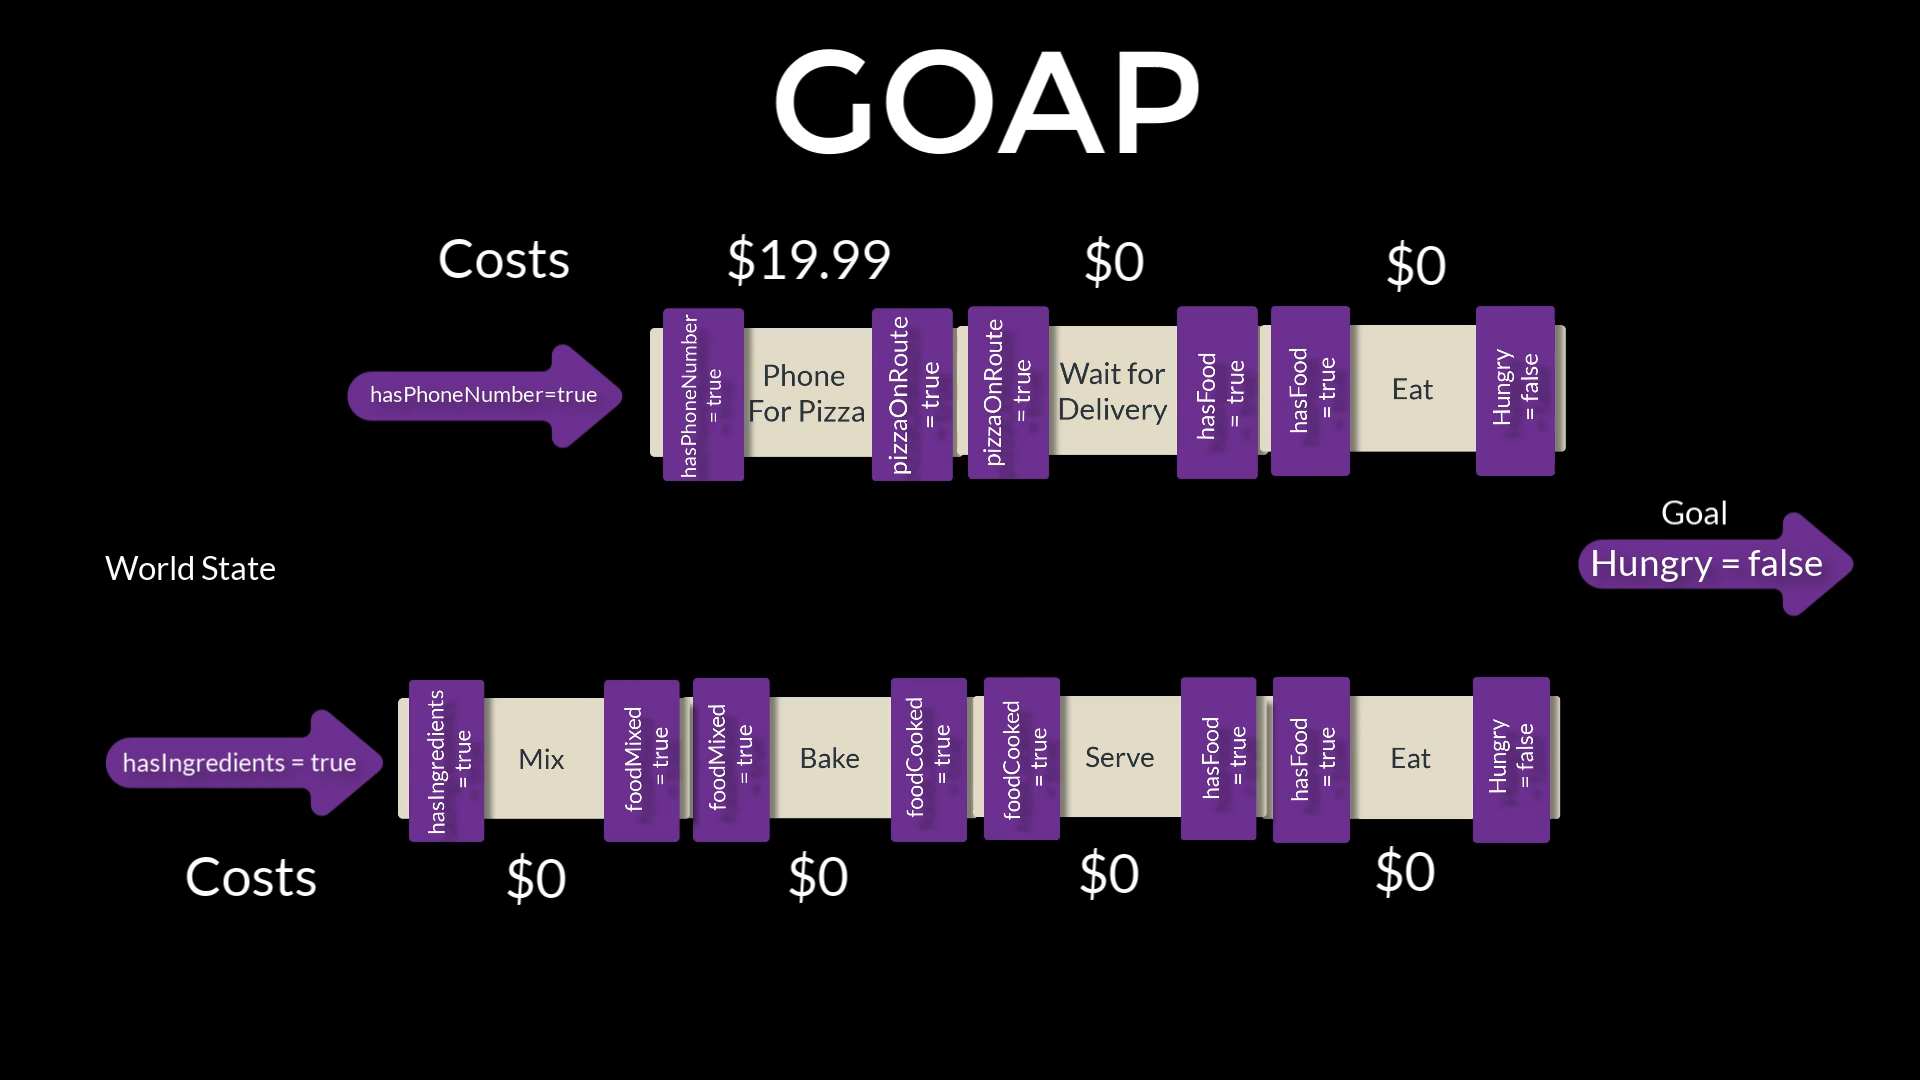 GOAP
Costs
$19.99
$0
$0
hasPhoneNumber=true
hasPhoneNumber
= true
Phone
For Pizza
pizzaOnRoute
= true
pizzaOnRoute
= true
Wait for
Delivery
hasFood
= true
hasFood
= true
Eat
Hungry
= false
World State
Goal
Hungry = false
hasIngredients = true
hasIngredients
= true
Mix
foodMixed
= true
foodMixed
= true
Bake
foodCooked
= true
foodCooked
= true
Serve
hasFood
= true
hasFood
= true
Eat
Hungry
= false
Costs
$0
$0
$0
$0